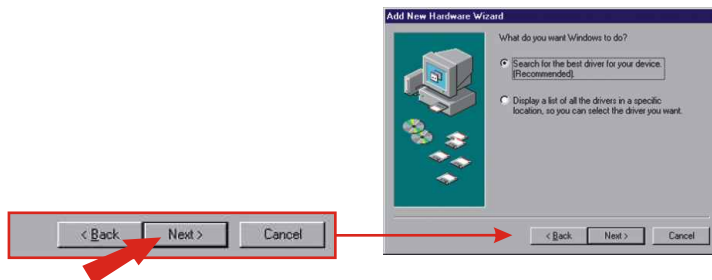 Add New Hardware Wizard
What do you want Windows to do?
Search for the best driver for your device.
(Recommended).
Display a list of all the drivers in a specific
location, so you can select the driver you want.
< Back Next > Cancel
< Back Next > Cancel